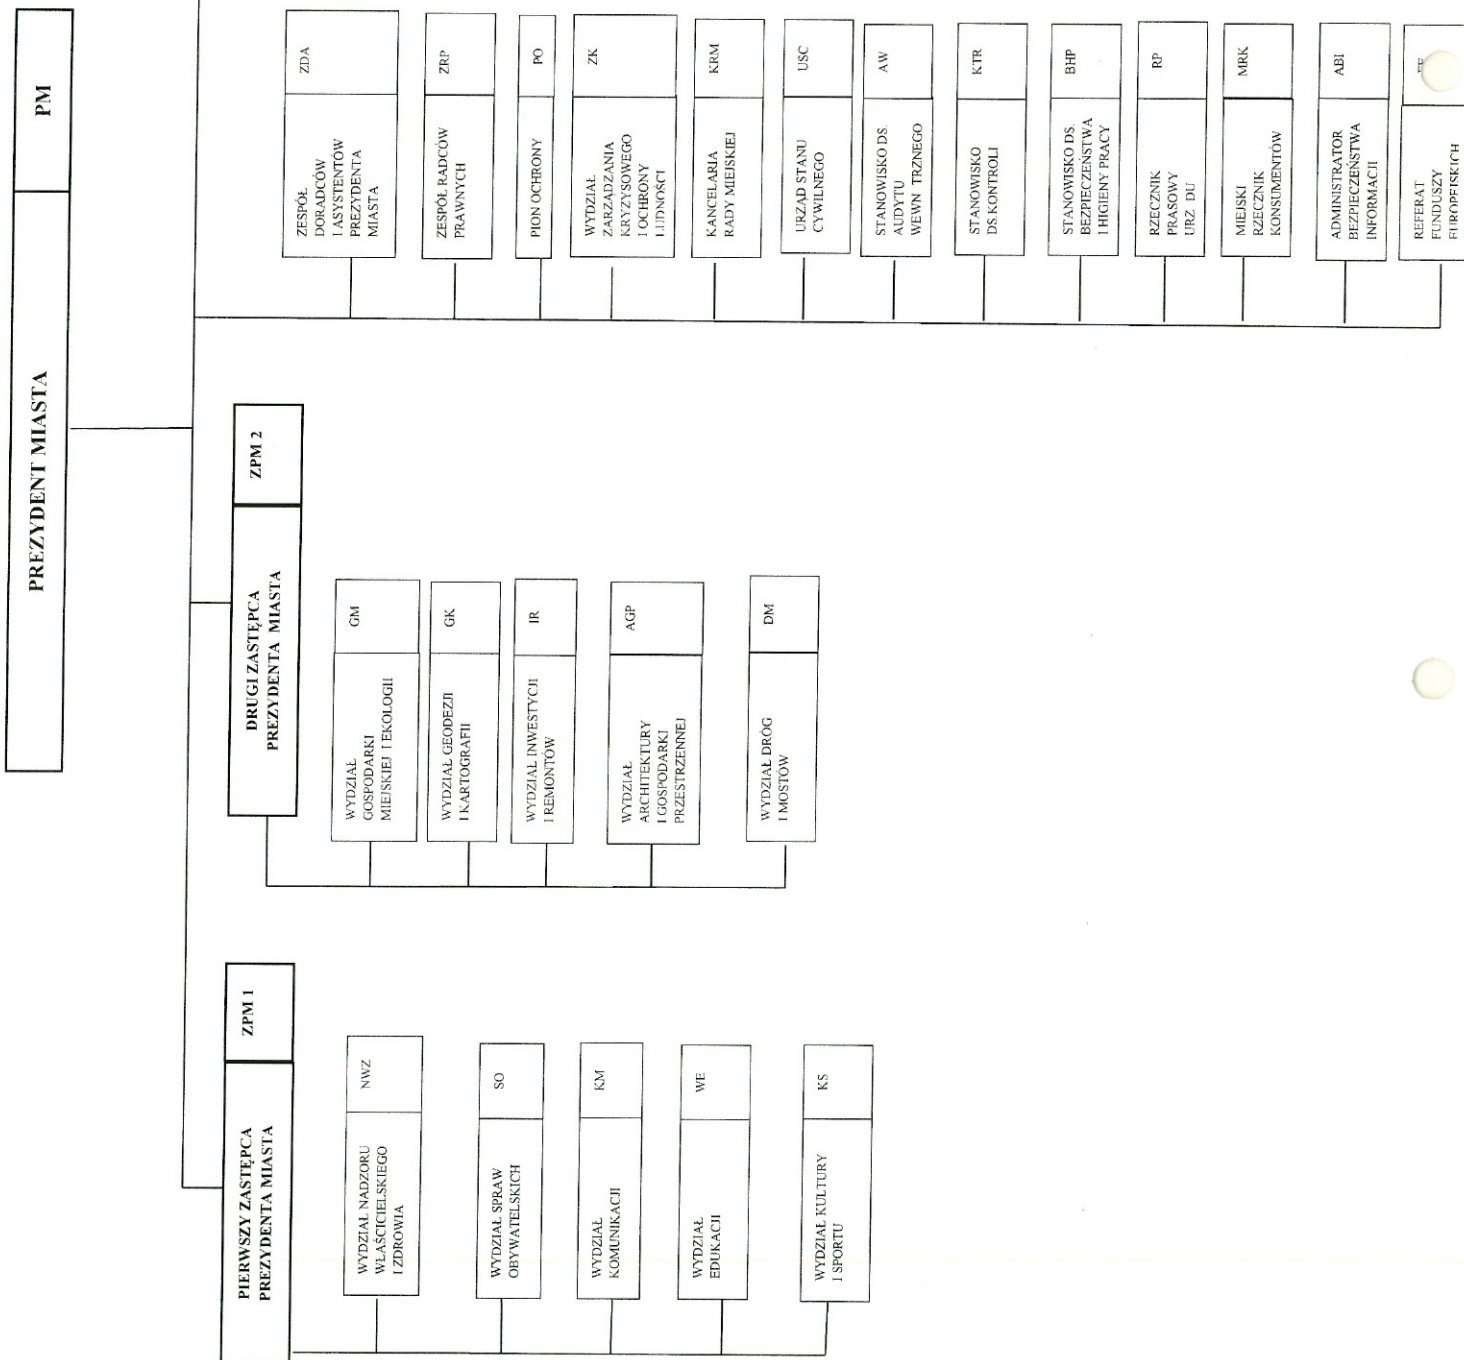 PREZYDENT MIASTA
PM
PIERWSZY ZASTĘPCA
PREZYDENTA MIASTA
ZPM 1
WYDZIAŁ NADZORU
WŁAŚCICIELSKIEGO
I ZDROWIA
NWZ
WYDZIAŁ SPRAW
OBYWATELSKICH
SO
WYDZIAŁ
KOMUNIKACJI
KM
WYDZIAŁ
EDUKACJI
WE
WYDZIAŁ KULTURY
I SPORTU
KS
DRUGI ZASTĘPCA
PREZYDENTA MIASTA
ZPM 2
WYDZIAŁ
GOSPODARKI
MIEJSKIEJ I EKOLOGII
GM
WYDZIAŁ GEODEZJI
I KARTOGRAFII
GK
WYDZIAŁ INWESTYCJI
I REMONTÓW
IR
WYDZIAŁ
ARCHITEKTURY
I GOSPODARKI
PRZESTRZENNEJ
AGP
WYDZIAŁ DRÓG
I MOSTÓW
DM
ZESPÓŁ
DORADCÓW
I ASYSTENTÓW
PREZYDENTA
MIASTA
ZDA
ZESPÓŁ RADCÓW
PRAWNYCH
ZRP
PION OCHRONY
PO
WYDZIAŁ
ZARZADZANIA
KRYZYSOWEGO
I OCHRONY
LUDNOŚCI
ZK
KANCELARIA
RADY MIEJSKIEJ
KRM
URZAD STANU
CYWILNEGO
USC
STANOWISKO DS.
AUDYTU
WEWN TRZNEGO
AW
STANOWISKO
DS.KONTROLI
KTR
STANOWISKO DS.
BEZPIECZEŃSTWA
I HIGIENY PRACY
BHP
RZECZNIK
PRASOWY
URZ DU
RP
MIEJSKI
RZECZNIK
KONSUMENTÓW
MRK
ADMINISTRATOR
BEZPIECZEŃSTWA
INFORMACJI
ABI
REFERAT
FUNDUSZY
EUROPEJSKICH